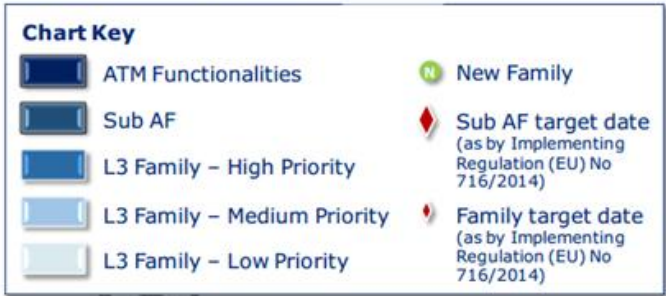 Chart Key
ATM Functionalities
Sub AF
L3 Family – High Priority
L3 Family – Medium Priority
L3 Family – Low Priority
N
New Family
Sub AF target date
(as by Implementing
Regulation (EU) No
716/2014)
Family target date
(as by Implementing
Regulation (EU) No
716/2014)